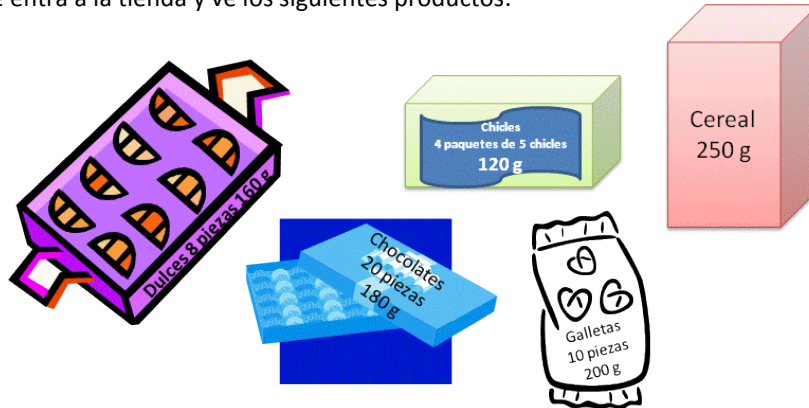 entra a la tienda y ve los siguientes productos:
Chicles
4 paquetes de 5 chicles
120 g
Cereal
250 g
Dulces 8 piezas 160 g
Chocolates
20 piezas
180 g
Galletas
10 piezas
200 g